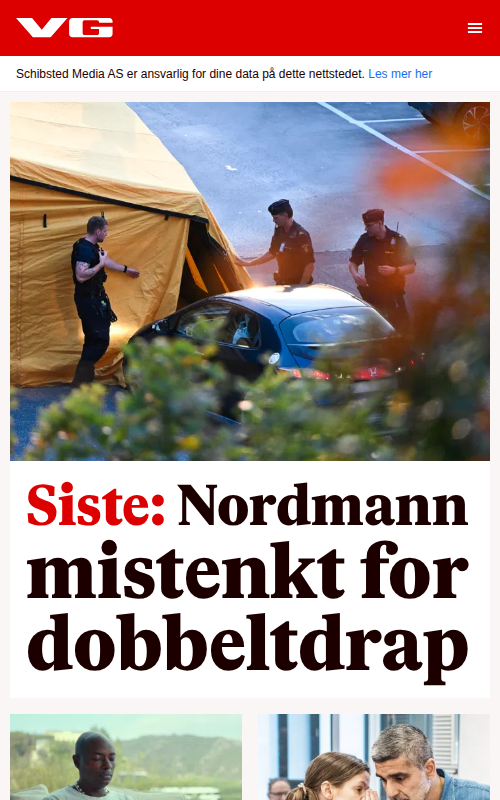 VG
Schibsted Media AS er ansvarlig for dine data på dette nettstedet. Les mer her
Siste: Nordmann
mistenkt for
dobbeltdrap